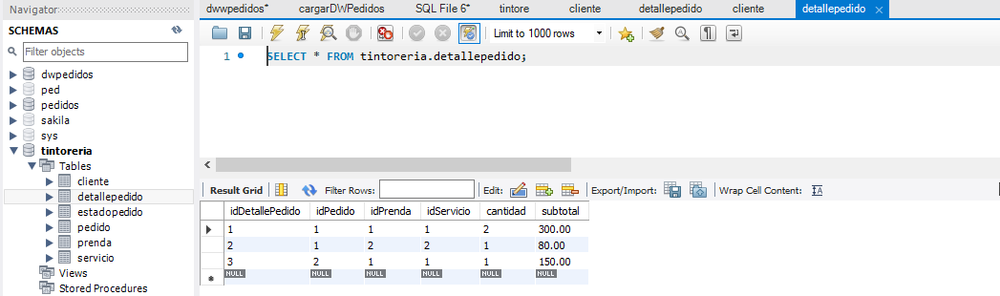 Navigator
dwwpedidos* cargarDWPedidos SQL File 6* tintore cliente detallepedido cliente detallepedido
SCHEMAS
Filter objects
Limit to 1000 rows
1 SELECT * FROM tintoreria.detallepedido;
dwpedidos
ped
pedidos
sakila
sys
tintoreria
Tables
cliente
detallepedido
estadopedido
pedido
prenda
servicio
Views
Stored Procedures
Result Grid Filter Rows: Edit: Export/Import: Wrap Cell Content:
idDetallePedido idPedido idPrenda idServicio cantidad subtotal
1 1 1 1 2 300.00
2 1 2 2 1 80.00
3 2 1 1 1 150.00
NULL NULL NULL NULL NULL NULL